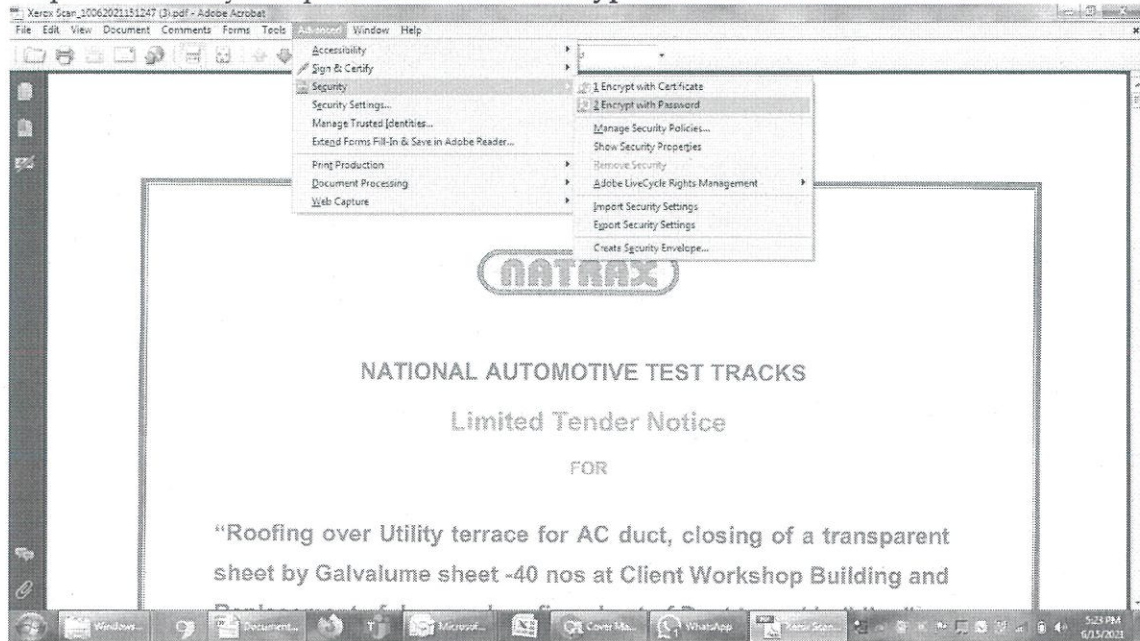 Xerox Scan_10062021151247 (3).pdf - Adobe Acrobat
File Edit View Document Comments Forms Tools Advanced Window Help
Accessibility
Sign & Certify
Security
Security Settings...
Manage Trusted Identities...
Extend Forms Fill-In & Save in Adobe Reader...
Print Production
Document Processing
Web Capture
1 Encrypt with Certificate
2 Encrypt with Password
Manage Security Policies...
Show Security Properties
Remove Security
Adobe LiveCycle Rights Management
Import Security Settings
Export Security Settings
Create Security Envelope...
NATRAX
NATIONAL AUTOMOTIVE TEST TRACKS
Limited Tender Notice
FOR
“Roofing over Utility terrace for AC duct, closing of a transparent
sheet by Galvalume sheet -40 nos at Client Workshop Building and
Windows... Document... Microsof... Cover Ma... WhatsApp Xerox Scan...
5:23 PM
6/15/2021